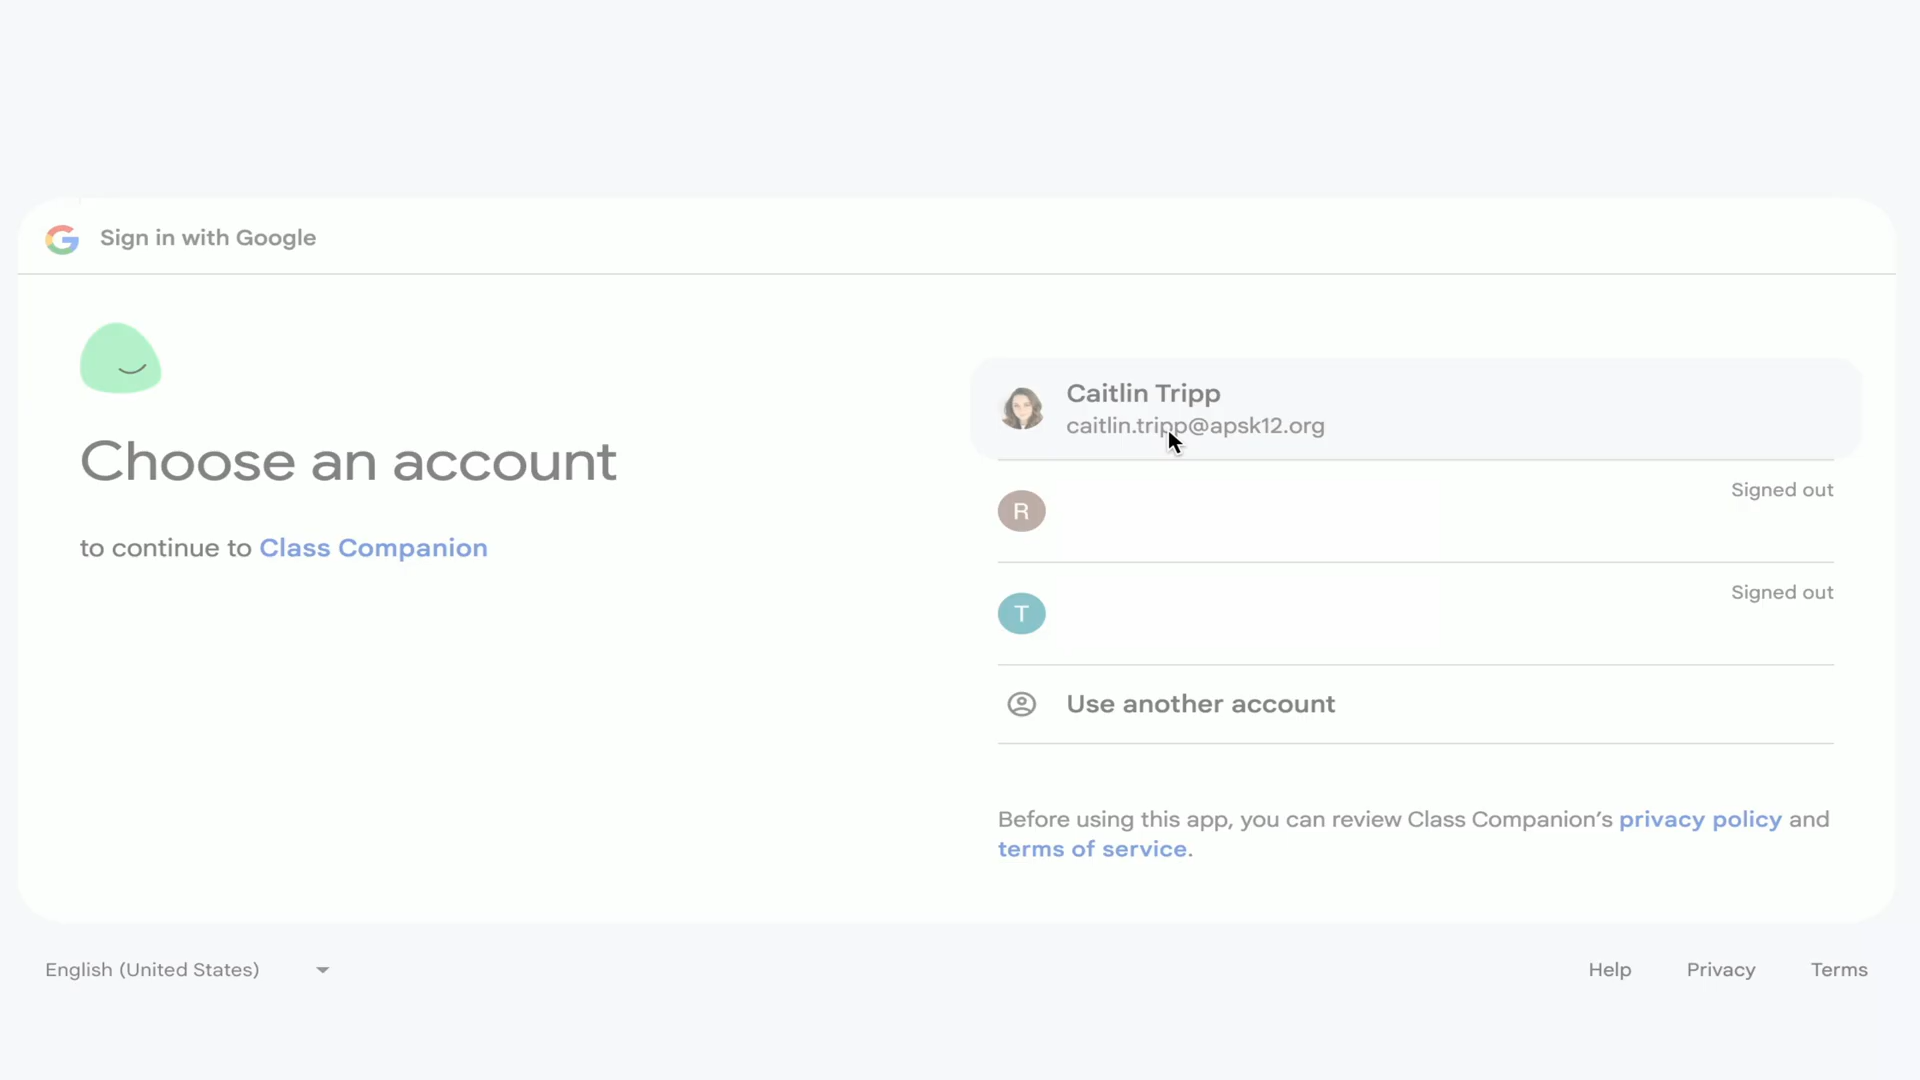 Sign in with Google
Choose an account
to continue to Class Companion
Caitlin Tripp
caitlin.tripp@apsk12.org
R
Signed out
T
Signed out
Use another account
Before using this app, you can review Class Companion’s privacy policy and
terms of service.
English (United States)
Help
Privacy
Terms